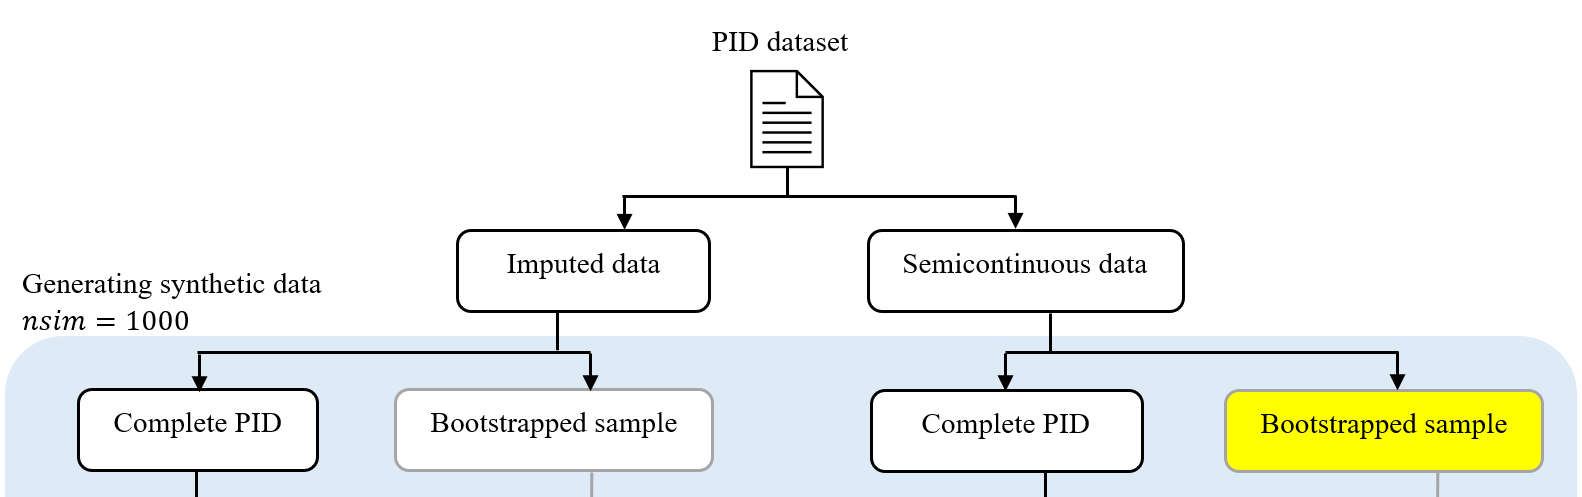 PID dataset
Imputed data
Semicontinuous data
Generating synthetic data
nsim = 1000
Complete PID
Bootstrapped sample
Complete PID
Bootstrapped sample